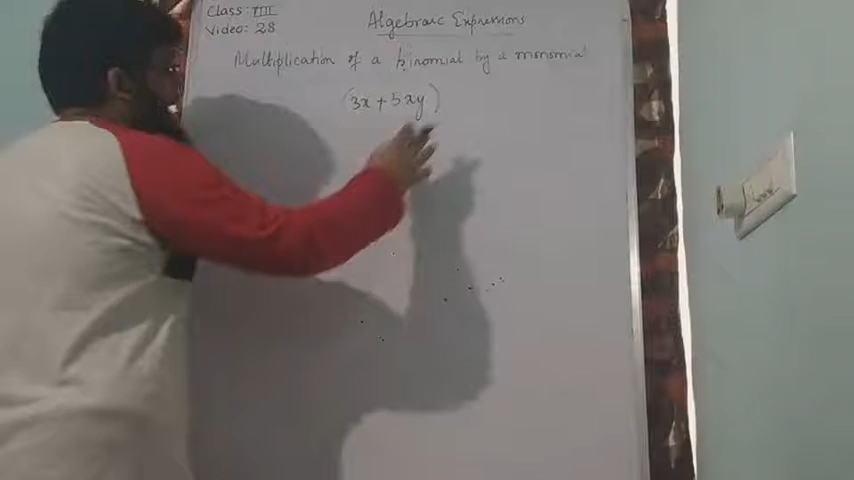 Class: VIII
Algebraic Expressions
Video: 28
Multiplication of a binomial by a monomial
(3x + 5xy)